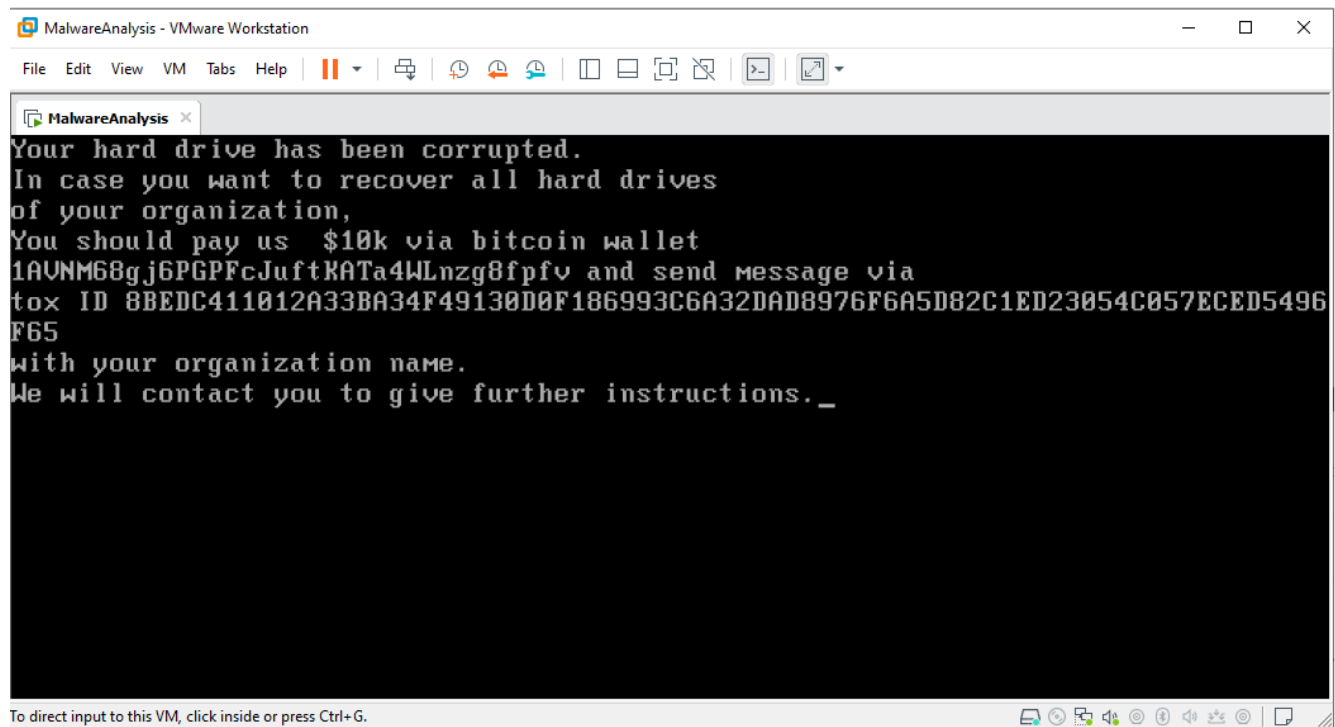 MalwareAnalysis - VMware Workstation
File Edit View VM Tabs Help
MalwareAnalysis
Your hard drive has been corrupted.
In case you want to recover all hard drives
of your organization,
You should pay us  $10k via bitcoin wallet
1AVNM68gj6PGPFcJuftKATa4WLnzg8fpfv and send message via
tox ID 8BEDC411012A33BA34F49130D0F186993C6A32DAD8976F6A5D82C1ED23054C057ECED5496
F65
with your organization name.
We will contact you to give further instructions._
To direct input to this VM, click inside or press Ctrl+G.